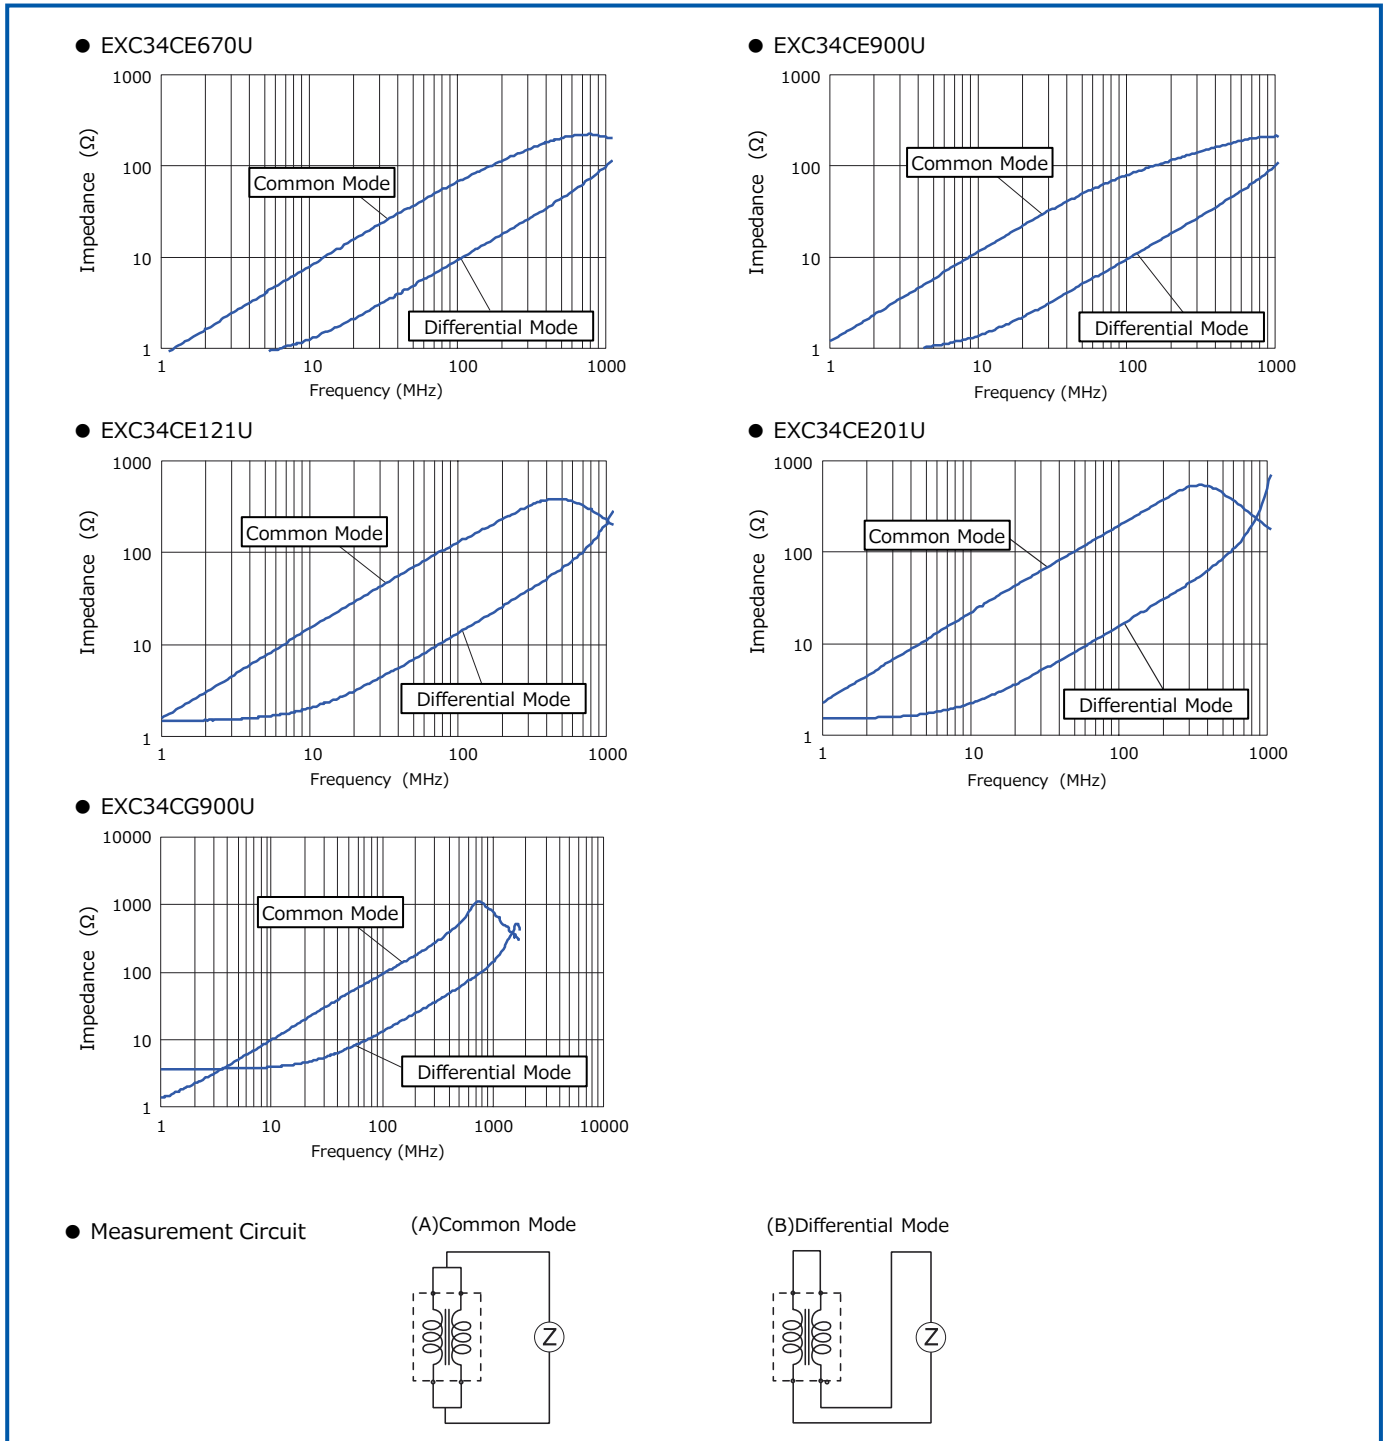 ● EXC34CE670U
1000
100
10
1
Impedance (Ω)
Common Mode
Differential Mode
1 10 100 1000
Frequency (MHz)
● EXC34CE900U
1000
100
10
1
Impedance (Ω)
Common Mode
Differential Mode
1 10 100 1000
Frequency (MHz)
● EXC34CE121U
1000
100
10
1
Impedance (Ω)
Common Mode
Differential Mode
1 10 100 1000
Frequency (MHz)
● EXC34CE201U
1000
100
10
1
Impedance (Ω)
Common Mode
Differential Mode
1 10 100 1000
Frequency (MHz)
● EXC34CG900U
10000
1000
100
10
1
Impedance (Ω)
Common Mode
Differential Mode
1 10 100 1000 10000
Frequency (MHz)
● Measurement Circuit
(A)Common Mode
Z
(B)Differential Mode
Z